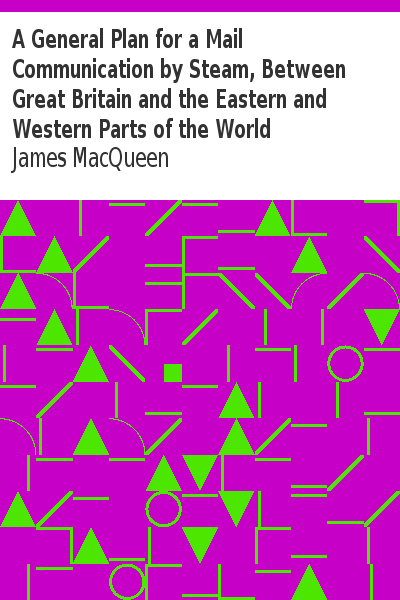 A General Plan for a Mail
Communication by Steam, Between
Great Britain and the Eastern and
Western Parts of the World
James MacQueen